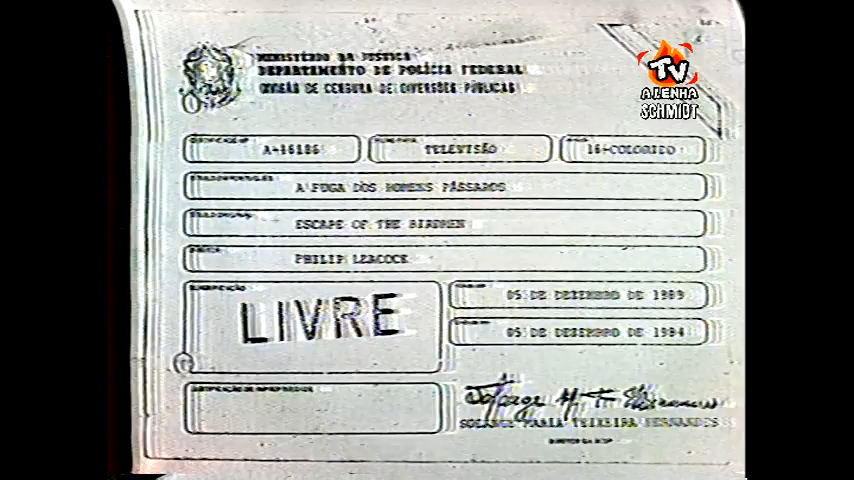 TV
A LENHA
SCHMIDT
MINISTÉRIO DA JUSTIÇA
DEPARTAMENTO DE POLÍCIA FEDERAL
DIVISÃO DE CENSURA DE DIVERSÕES PÚBLICAS
A-16186 TELEVISÃO 16-COLORIDO
A FUGA DOS HOMENS PÁSSAROS
ESCAPE OF THE BIRDMEN
PHILIP LEACOCK
CLASSIFICAÇÃO
LIVRE
05 DE DEZEMBRO DE 1989
05 DE DEZEMBRO DE 1984
SOLANGE MARIA TEIXEIRA HERNANDES